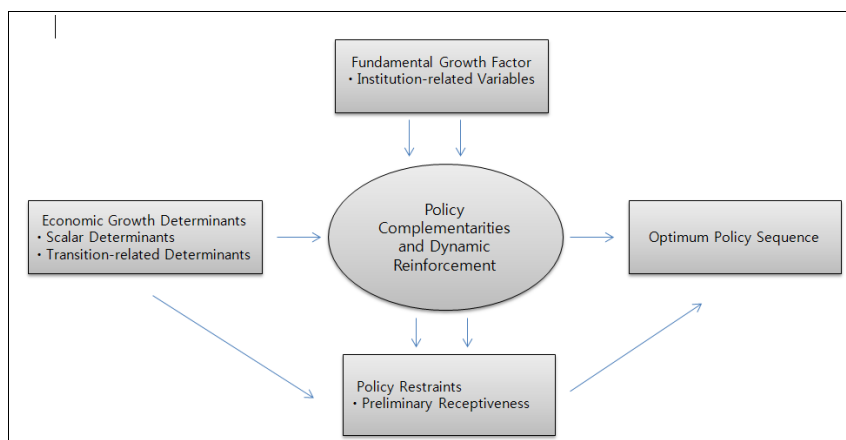 Fundamental Growth Factor
• Institution-related Variables
Economic Growth Determinants
• Scalar Determinants
• Transition-related Determinants
Policy
Complementarities
and Dynamic
Reinforcement
Optimum Policy Sequence
Policy Restraints
• Preliminary Receptiveness